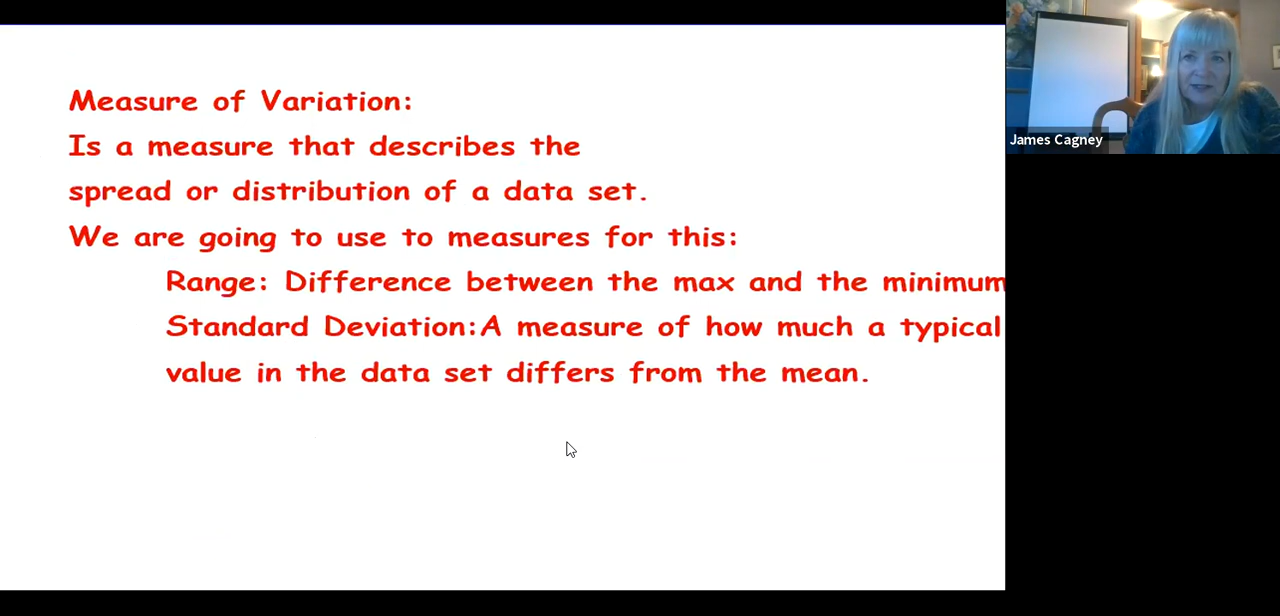 Measure of Variation:
Is a measure that describes the
spread or distribution of a data set.
We are going to use to measures for this:
Range: Difference between the max and the minimum
Standard Deviation:A measure of how much a typical
value in the data set differs from the mean.
James Cagney